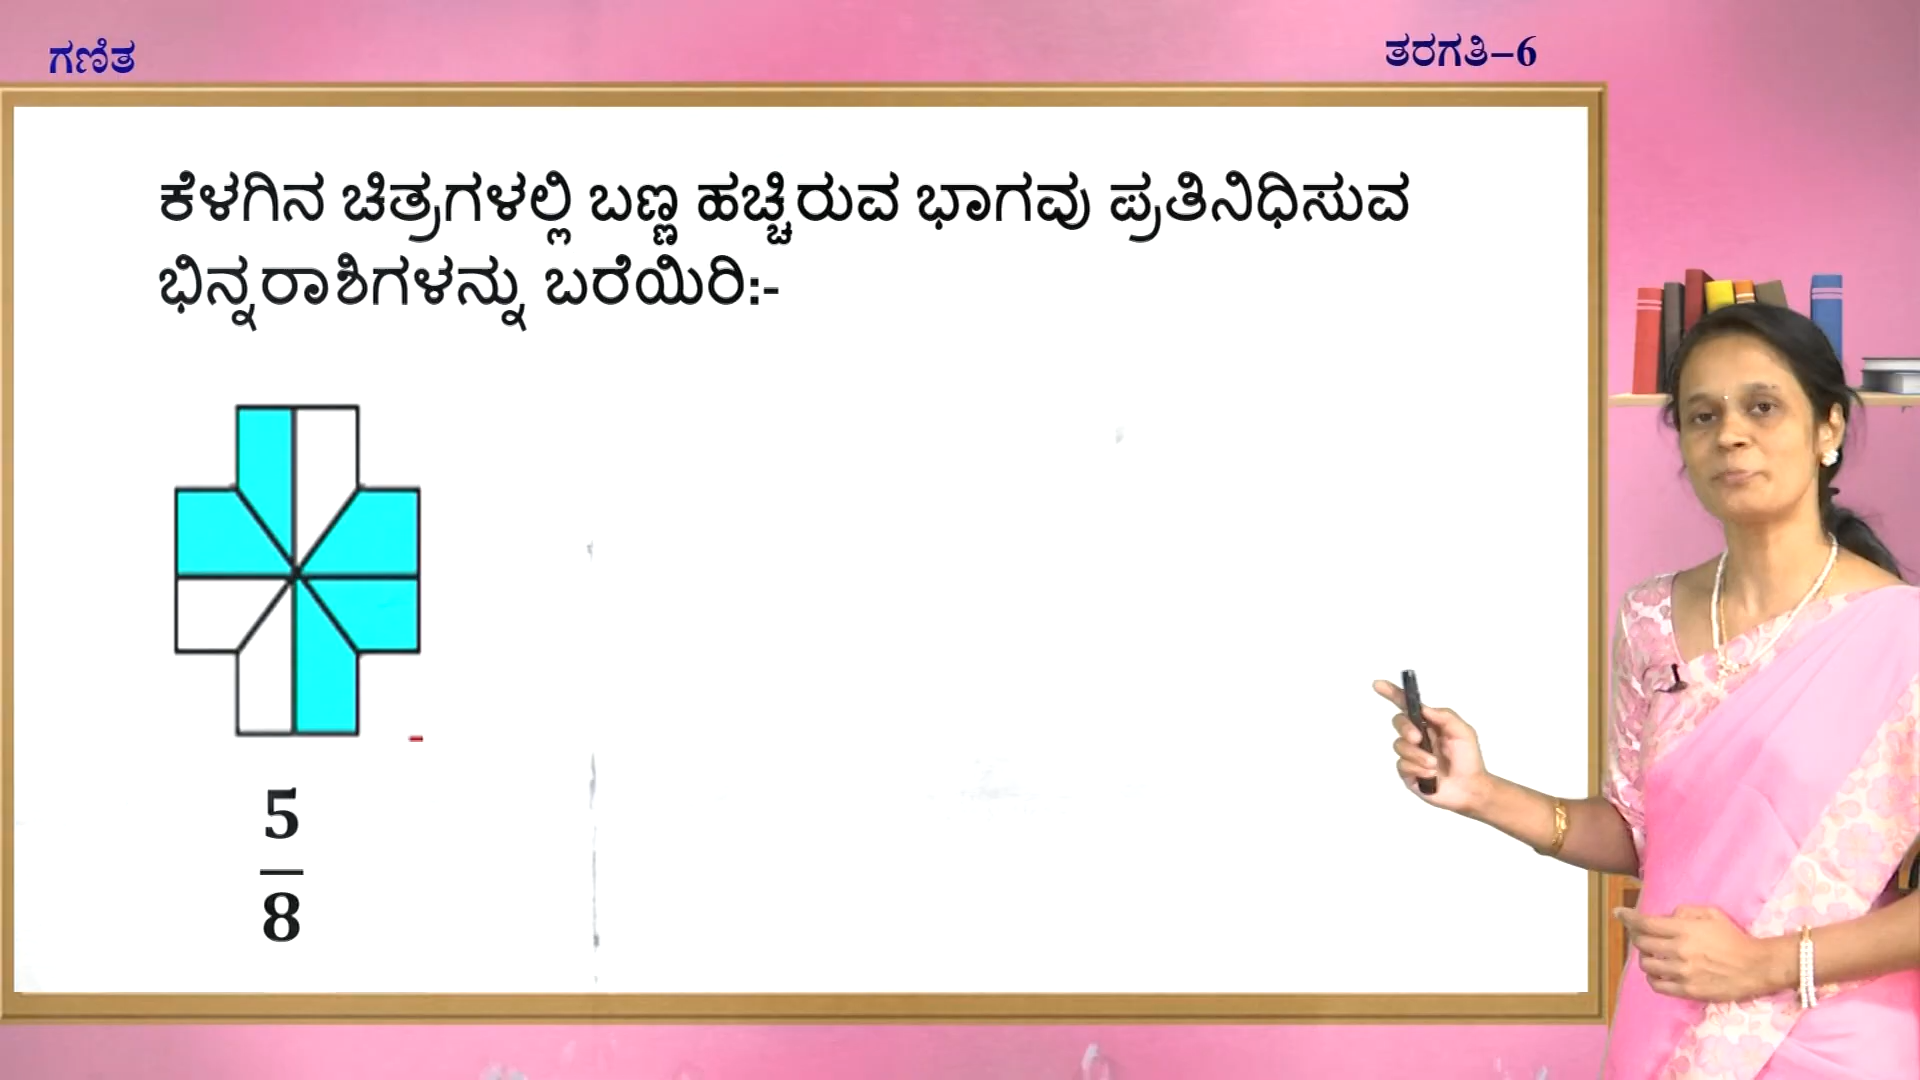 ಗಣಿತ
ತರಗತಿ–6
ಕೆಳಗಿನ ಚಿತ್ರಗಳಲ್ಲಿ ಬಣ್ಣ ಹಚ್ಚಿರುವ ಭಾಗವು ಪ್ರತಿನಿಧಿಸುವ
ಭಿನ್ನರಾಶಿಗಳನ್ನು ಬರೆಯಿರಿ:-
5
8